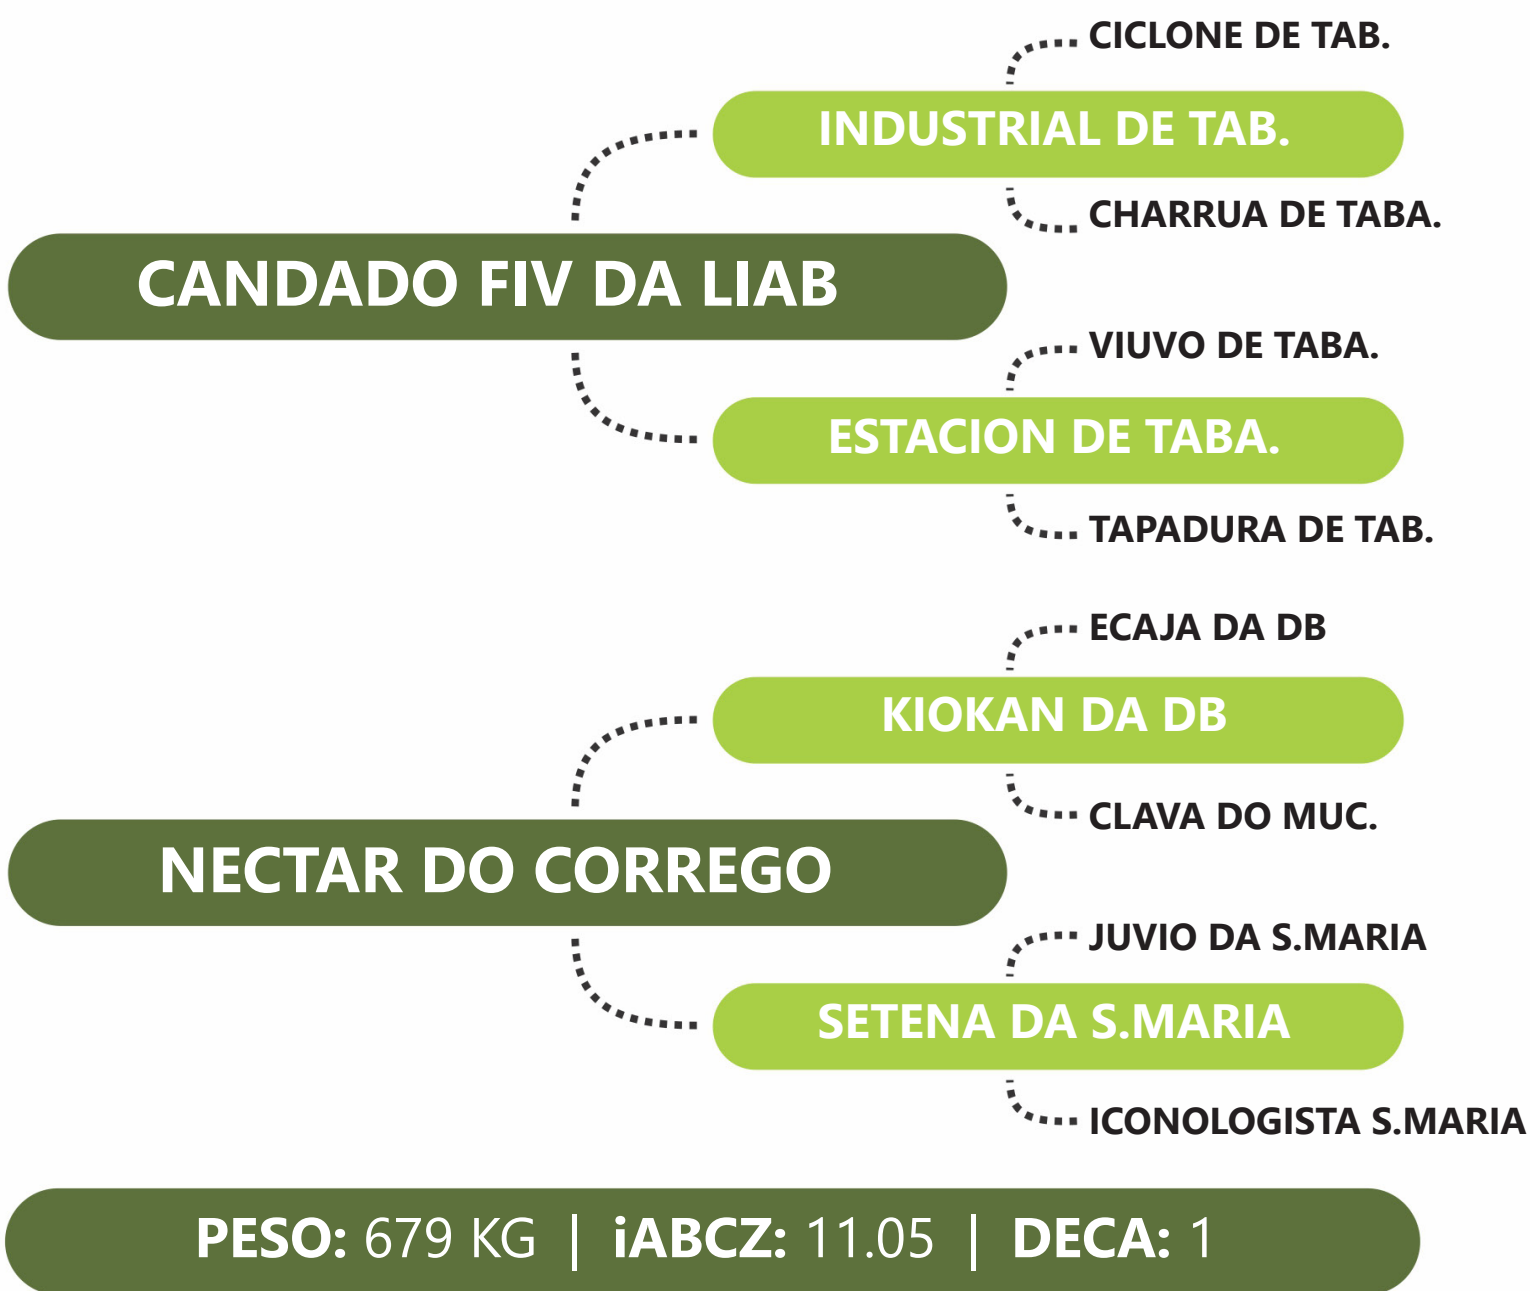 CICLONE DE TAB.
INDUSTRIAL DE TAB.
CHARRUA DE TABA.
CANDADO FIV DA LIAB
VIUVO DE TABA.
ESTACION DE TABA.
TAPADURA DE TAB.
ECAJA DA DB
KIOKAN DA DB
CLAVA DO MUC.
NECTAR DO CORREGO
JUVIO DA S.MARIA
SETENA DA S.MARIA
ICONOLOGISTA S.MARIA
PESO: 679 KG | iABCZ: 11.05 | DECA: 1